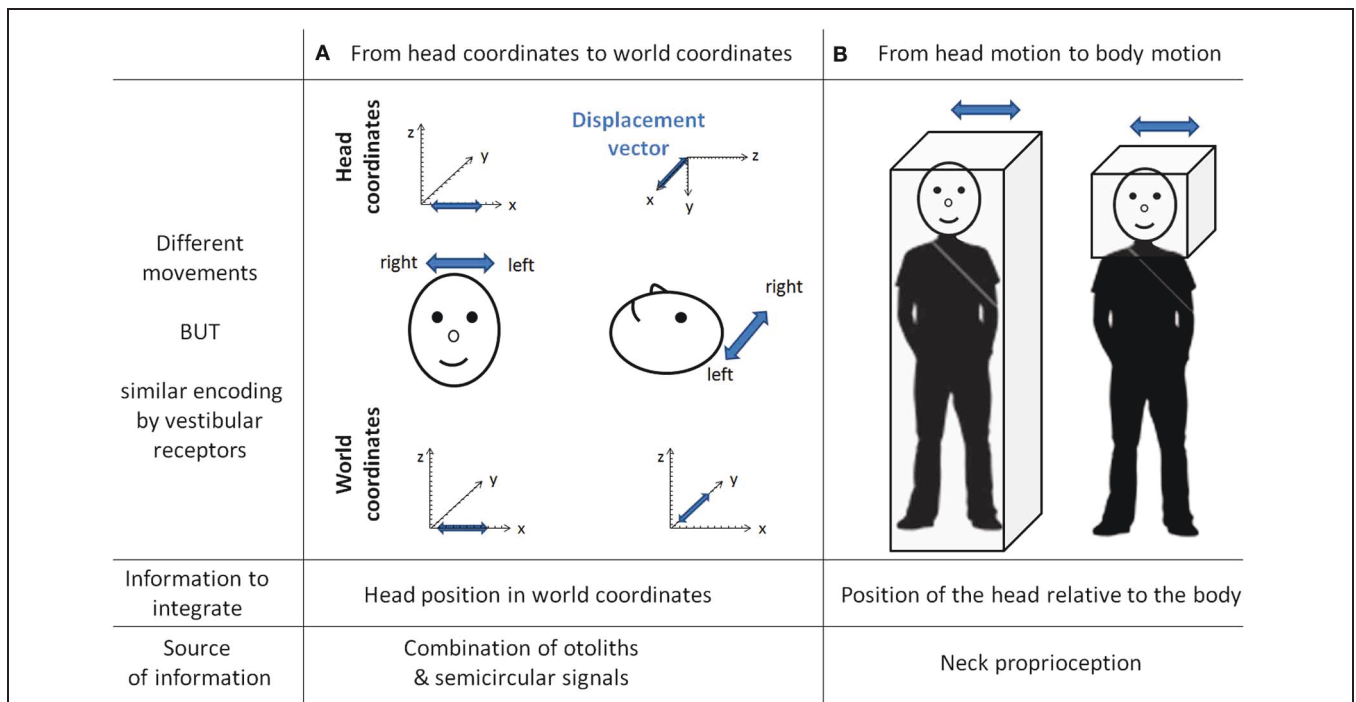 A From head coordinates to world coordinates
B From head motion to body motion
Different
movements
BUT
similar encoding
by vestibular
receptors
Head
coordinates
z
y
x
Displacement
vector
z
x
y
right
left
right
left
World
coordinates
z
y
x
z
y
x
Information to
integrate
Head position in world coordinates
Position of the head relative to the body
Source
of information
Combination of otoliths
& semicircular signals
Neck proprioception